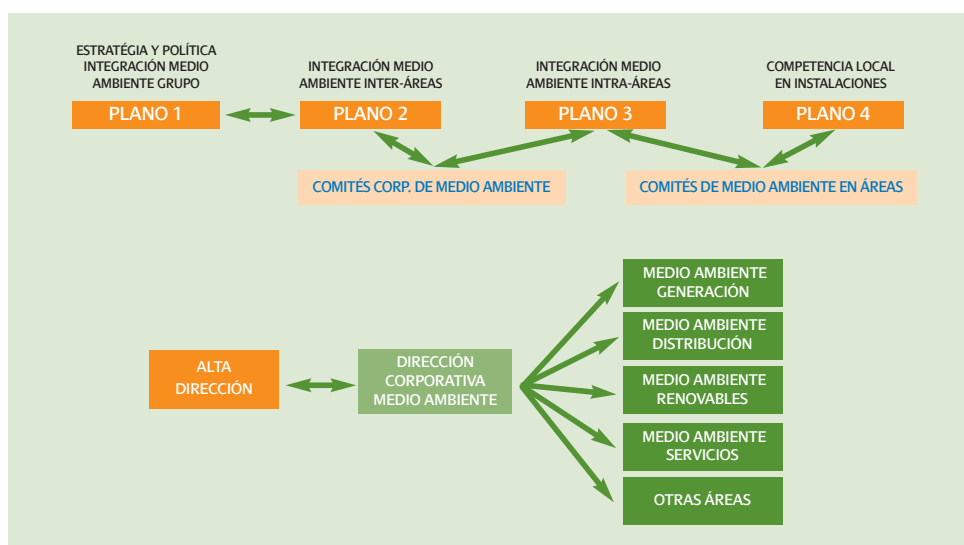 ESTRATÉGIA Y POLÍTICA
INTEGRACIÓN MEDIO
AMBIENTE GRUPO
PLANO 1
INTEGRACIÓN MEDIO
AMBIENTE INTER-ÁREAS
PLANO 2
INTEGRACIÓN MEDIO
AMBIENTE INTRA-ÁREAS
PLANO 3
COMPETENCIA LOCAL
EN INSTALACIONES
PLANO 4
COMITÉS CORP. DE MEDIO AMBIENTE
COMITÉS DE MEDIO AMBIENTE EN ÁREAS
ALTA
DIRECCIÓN
DIRECCIÓN
CORPORATIVA
MEDIO AMBIENTE
MEDIO AMBIENTE
GENERACIÓN
MEDIO AMBIENTE
DISTRIBUCIÓN
MEDIO AMBIENTE
RENOVABLES
MEDIO AMBIENTE
SERVICIOS
OTRAS ÁREAS